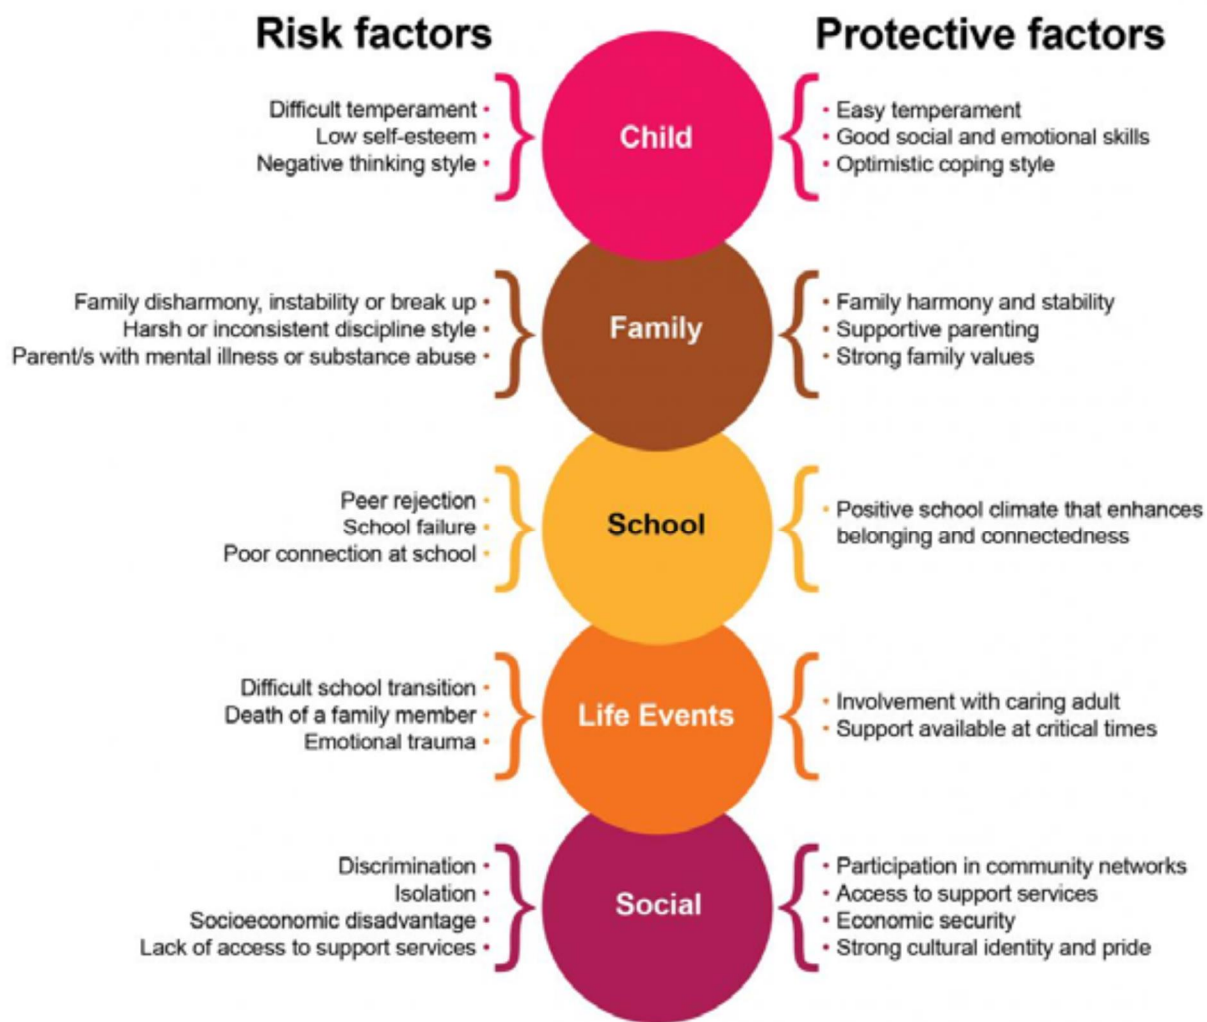 Risk factors
Protective factors
Difficult temperament •
Low self-esteem •
Negative thinking style •
Child
• Easy temperament
• Good social and emotional skills
• Optimistic coping style
Family disharmony, instability or break up •
Harsh or inconsistent discipline style •
Parent/s with mental illness or substance abuse •
Family
• Family harmony and stability
• Supportive parenting
• Strong family values
Peer rejection •
School failure •
Poor connection at school •
School
• Positive school climate that enhances
belonging and connectedness
Difficult school transition •
Death of a family member •
Emotional trauma •
Life Events
• Involvement with caring adult
• Support available at critical times
Discrimination •
Isolation •
Socioeconomic disadvantage •
Lack of access to support services •
Social
• Participation in community networks
• Access to support services
• Economic security
• Strong cultural identity and pride